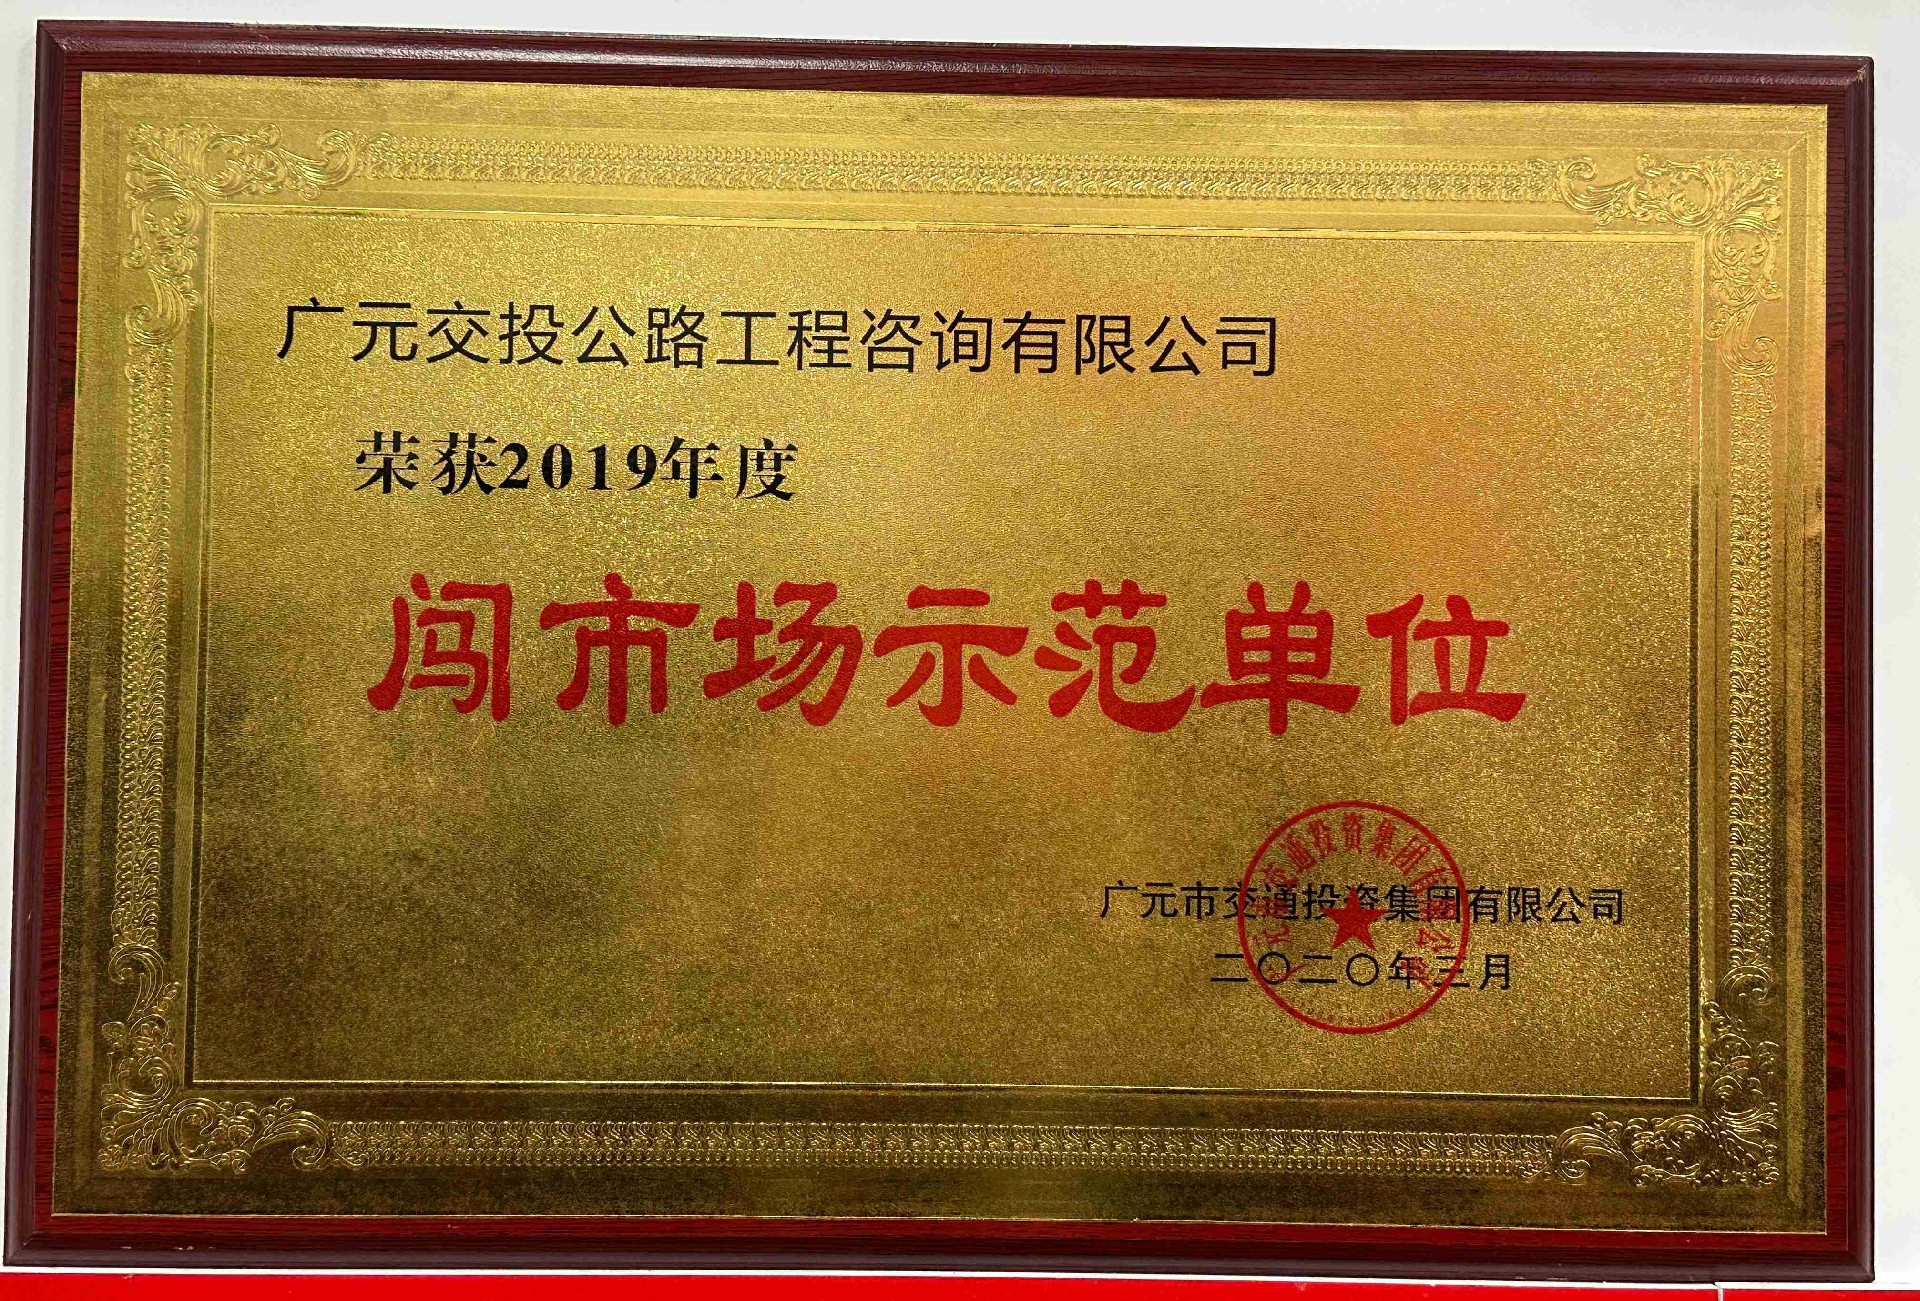 广元交投公路工程咨询有限公司
荣获2019年度
闯市场示范单位
广元市交通投资集团有限公司
二〇二〇年三月